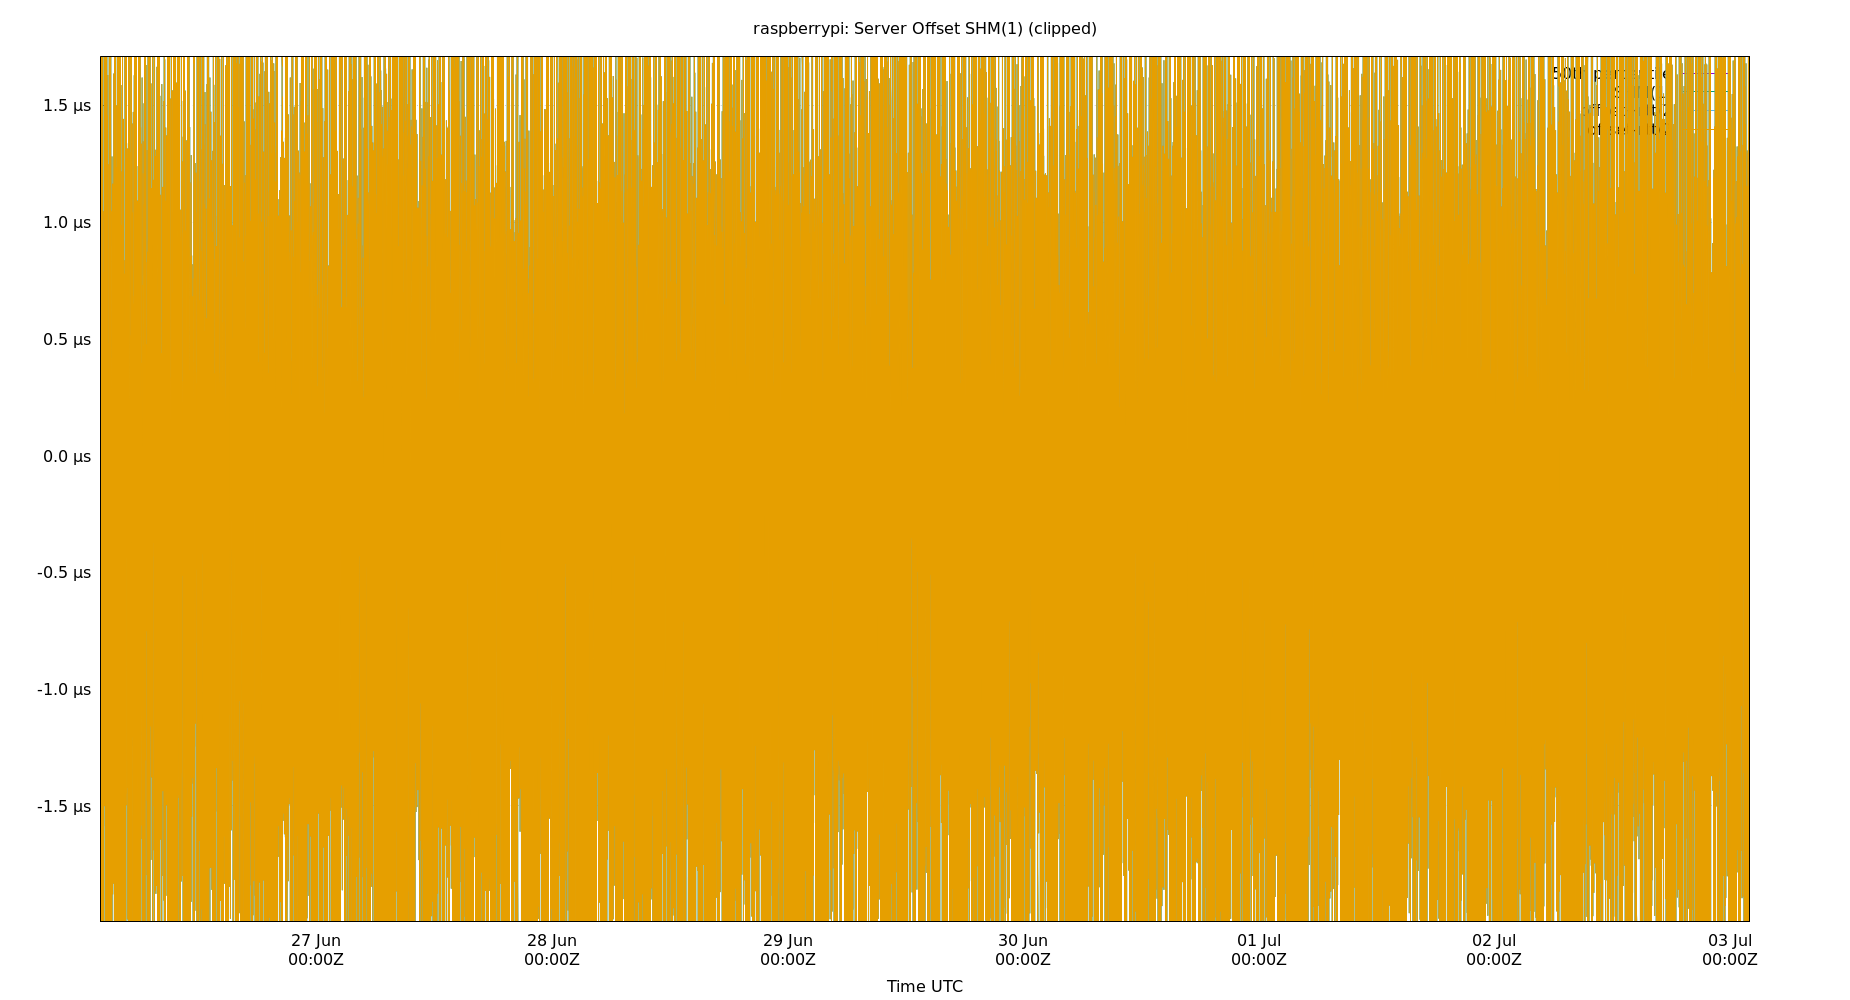 raspberrypi: Server Offset SHM(1) (clipped)
1.5 µs
1.0 µs
0.5 µs
0.0 µs
-0.5 µs
-1.0 µs
-1.5 µs
27 Jun 28 Jun 29 Jun 30 Jun 01 Jul 02 Jul 03 Jul
00:00Z 00:00Z 00:00Z 00:00Z 00:00Z 00:00Z 00:00Z
Time UTC